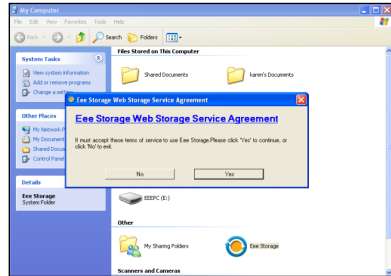 My Computer
File Edit View Favorites Tools Help
Back Search Folders
Files Stored on This Computer
System Tasks
View system information
Add or remove programs
Change a setting
Shared Documents
karen's Documents
Eee Storage Web Storage Service Agreement
Eee Storage Web Storage Service Agreement
It must accept these terms of service to use Eee Storage.Please click 'Yes' to continue, or
click 'No' to exit.
No
Yes
Other Places
My Network P
My Document
Shared Docum
Control Panel
Details
Eee Storage
System Folder
EEEPC (E:)
Other
My Sharing Folders
Eee Storage
Scanners and Cameras